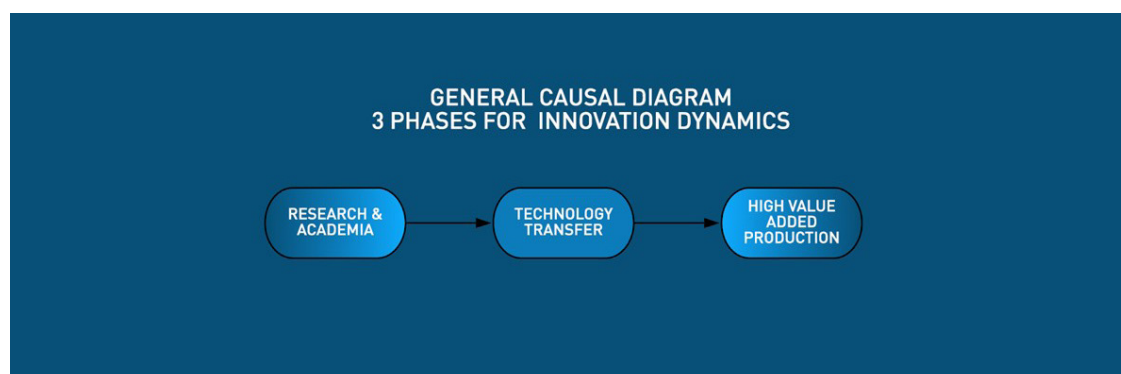 GENERAL CAUSAL DIAGRAM
3 PHASES FOR INNOVATION DYNAMICS
RESEARCH &
ACADEMIA
TECHNOLOGY
TRANSFER
HIGH VALUE
ADDED
PRODUCTION